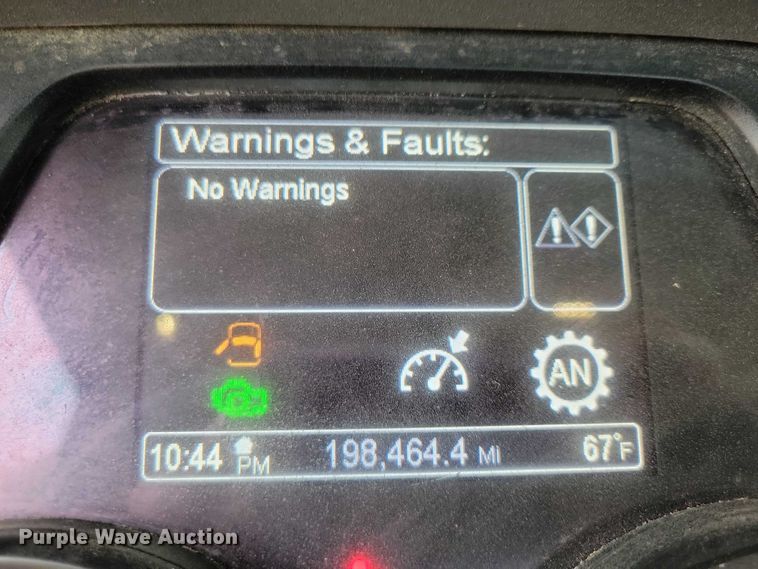 Warnings & Faults:
No Warnings
AN
10:44 PM 198,464.4 MI 67°F
Purple Wave Auction